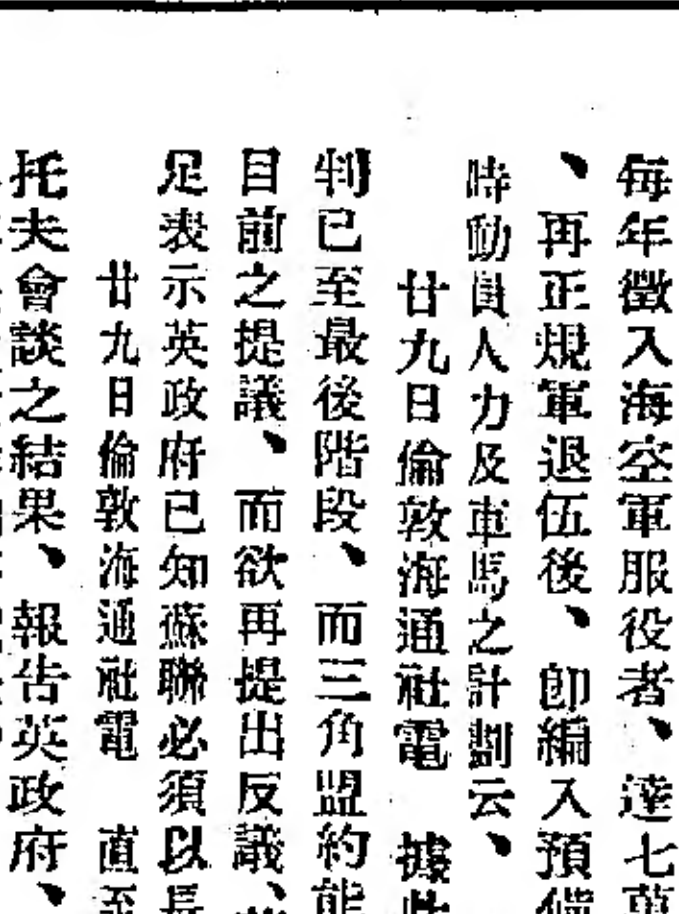 每年徵入海空軍服役者、達七萬
、再正規軍退伍後、卽編入預備
時動員人力及車馬之計劃云、
廿九日倫敦海通社電　據此
判已至最後階段、而三角盟約能
目前之提議、而欲再提出反議、
足表示英政府已知蘇聯必須以長
廿九日倫敦海通社電　直至
托夫會談之結果、報告英政府、